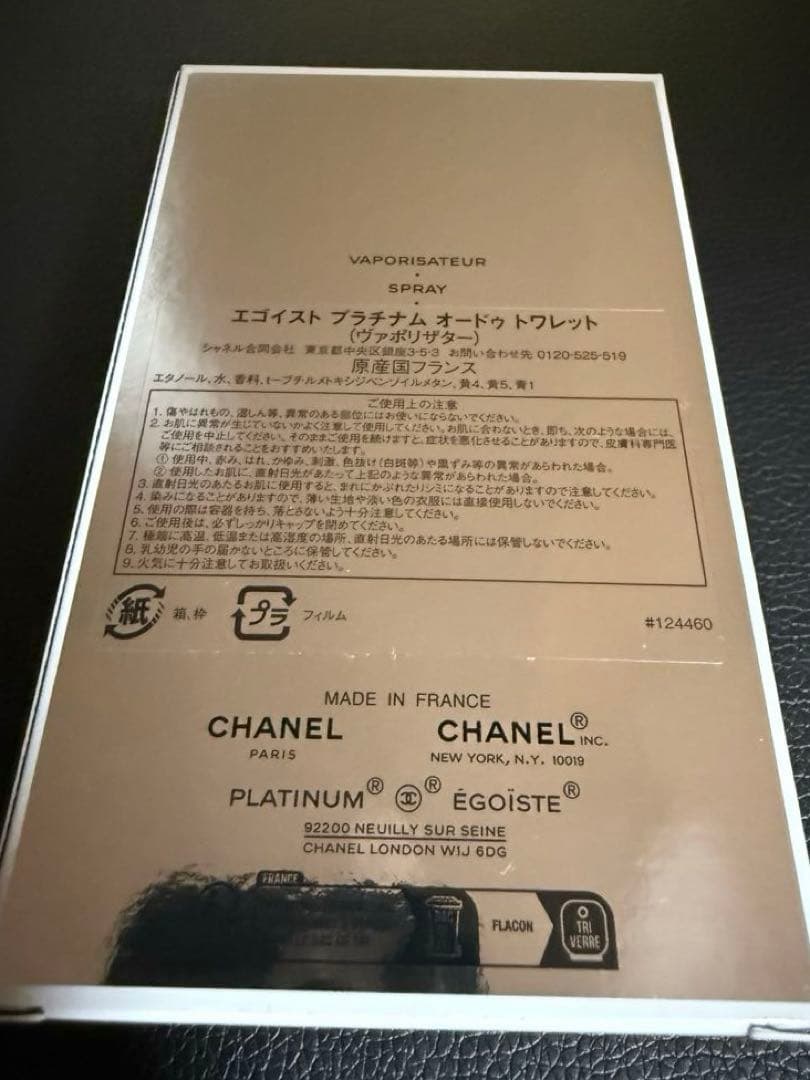 VAPORISATEUR
SPRAY
エゴイスト プラチナム オードゥ トワレット
(ヴァポリザター)
シャネル合同会社 東京都中央区銀座3-5-3 お問い合わせ先 0120-525-519
原産国フランス
エタノール、水、香料、t-ブチルメトキシジベンゾイルメタン、黄4、黄5、青1
ご使用上の注意
1. 傷やはれもの、湿しん等、異常のある部位にはお使いにならないでください。
2. お肌に異常が生じていないかよく注意して使用してください。お肌に合わないとき、即ち、次のような場合には、
ご使用を中止してください。そのままご使用を続けますと、症状を悪化させることがありますので、皮膚科専門医
等にご相談されることをおすすめいたします。
① 使用中、赤み、はれ、かゆみ、刺激、色抜け(白斑等)や黒ずみ等の異常があらわれた場合。
② 使用したお肌に、直射日光があたって上記のような異常があらわれた場合。
3. 直射日光のあたるお肌に使用すると、まれにかぶれたりシミになることがありますので注意してください。
4. 染みになることがありますので、薄い生地や淡い色の衣服には直接使用しないでください。
5. 使用の際は容器を持ち、落とさないよう十分注意してください。
6. ご使用後は、必ずしっかりキャップを閉めてください。
7. 極端に高温、低温または高湿度の場所、直射日光のあたる場所には保管しないでください。
8. 乳幼児の手の届かないところに保管してください。
9. 火気に十分注意してお取扱いください。
紙 箱、枠 プラ フィルム #124460
MADE IN FRANCE
CHANEL CHANEL® INC.
PARIS NEW YORK, N.Y. 10019
PLATINUM® ® ÉGOÏSTE®
92200 NEUILLY SUR SEINE
CHANEL LONDON W1J 6DG
FRANCE
FLACON TRI
VERRE